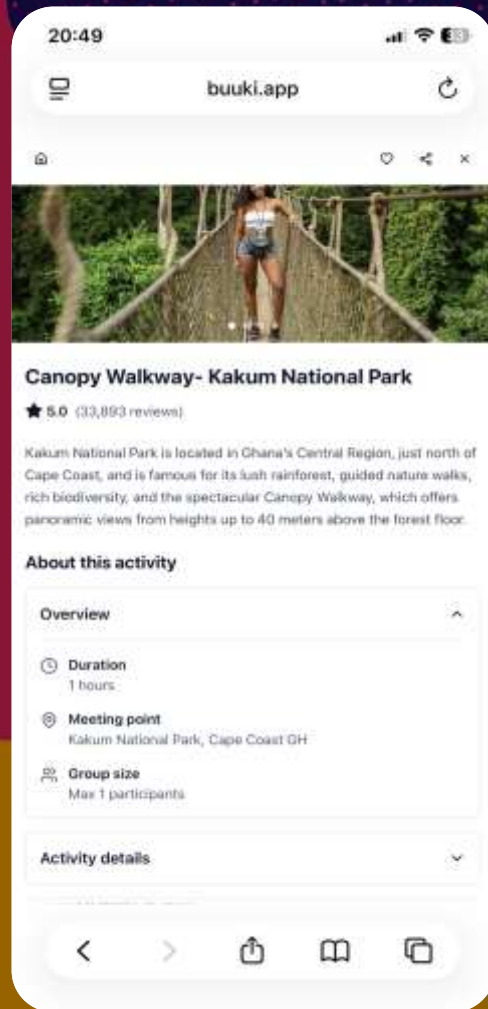 20:49
33
buuki.app
Canopy Walkway- Kakum National Park
5.0 (33,893 reviews)
Kakum National Park is located in Ghana's Central Region, just north of
Cape Coast, and is famous for its lush rainforest, guided nature walks,
rich biodiversity, and the spectacular Canopy Walkway, which offers
panoramic views from heights up to 40 meters above the forest floor.
About this activity
Overview
Duration
1 hours
Meeting point
Kakum National Park, Cape Coast GH
Group size
Max 1 participants
Activity details